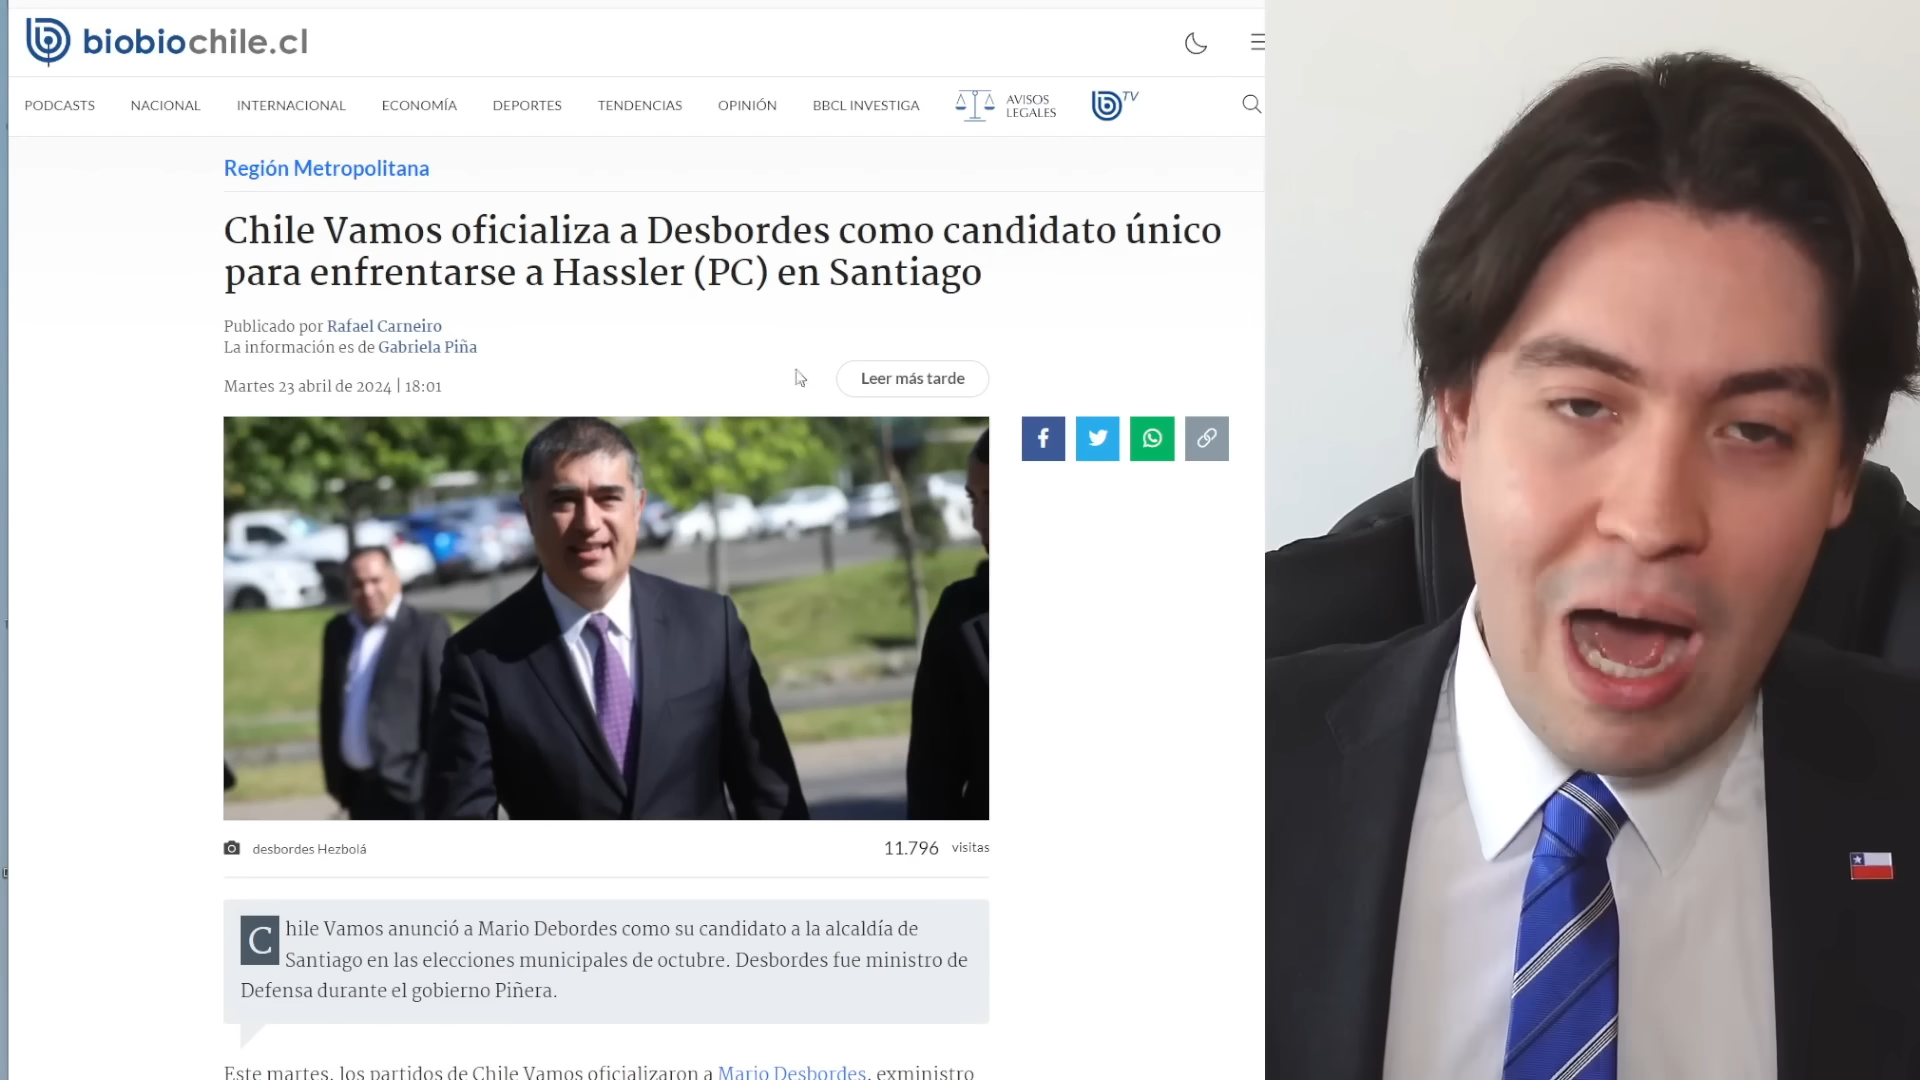 biobiochile.cl
PODCASTS NACIONAL INTERNACIONAL ECONOMÍA DEPORTES TENDENCIAS OPINIÓN BBCL INVESTIGA AVISOS LEGALES TV
Región Metropolitana
Chile Vamos oficializa a Desbordes como candidato único
para enfrentarse a Hassler (PC) en Santiago
Publicado por Rafael Carneiro
La información es de Gabriela Piña
Martes 23 abril de 2024 | 18:01
Leer más tarde
desbordes Hezbolá
11.796 visitas
Chile Vamos anunció a Mario Debordes como su candidato a la alcaldía de
Santiago en las elecciones municipales de octubre. Desbordes fue ministro de
Defensa durante el gobierno Piñera.
Este martes, los partidos de Chile Vamos oficializaron a Mario Desbordes, exministro